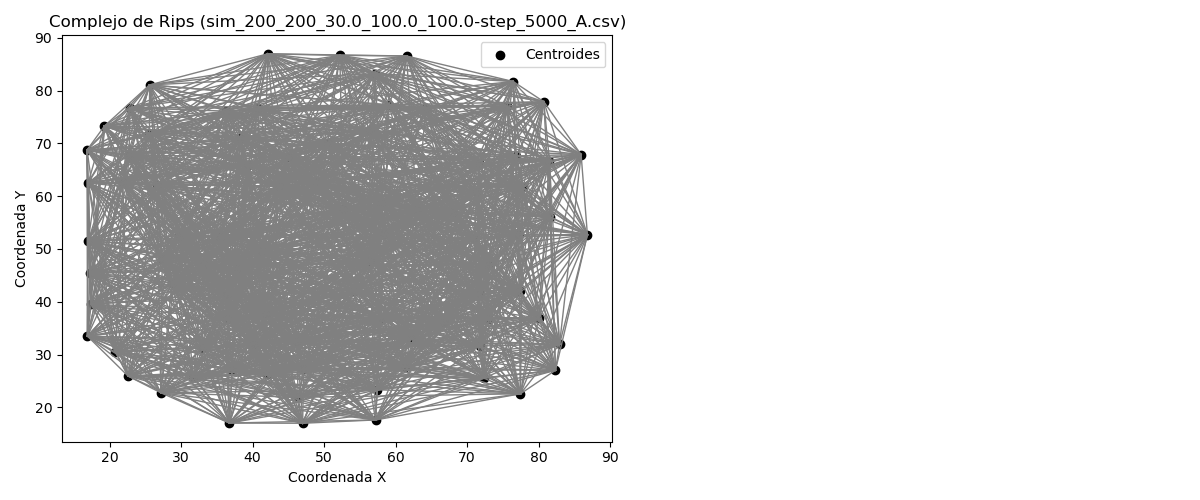 Complejo de Rips (sim_200_200_30.0_100.0_100.0-step_5000_A.csv)
90
80
70
60
50
40
30
20
Coordenada Y
Centroides
20 30 40 50 60 70 80 90
Coordenada X